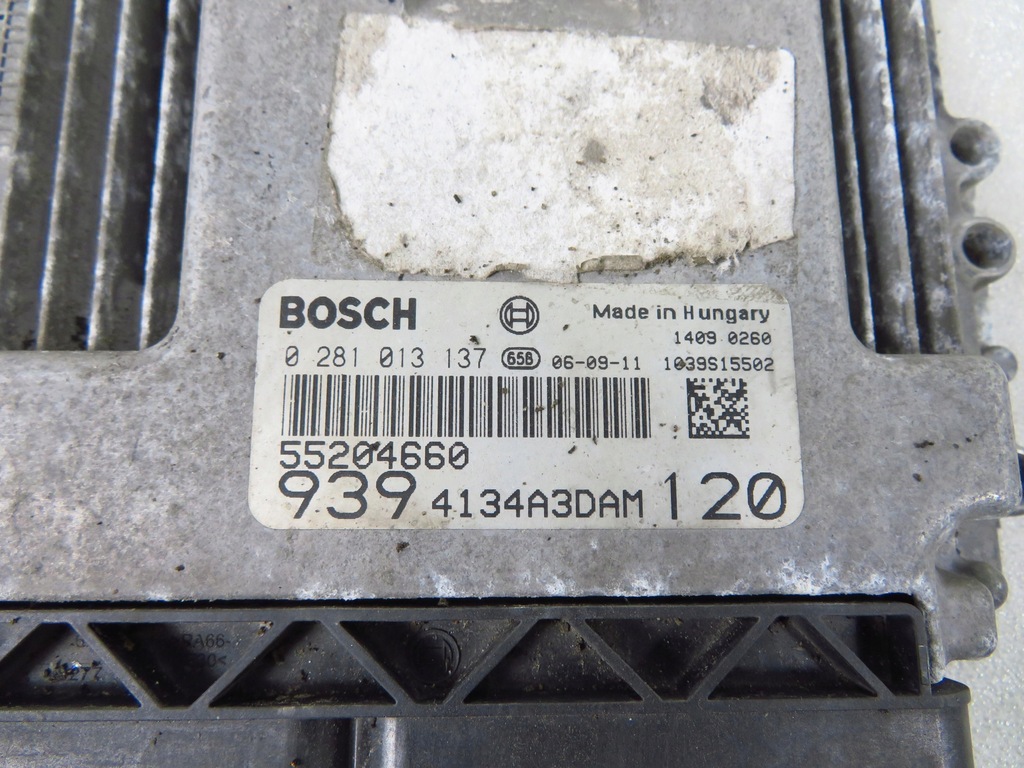 BOSCH Made in Hungary
1409 0260
0 281 013 137 658 06-09-11 1039S15502
55204660
939 4134A3DAM 120
RA66-